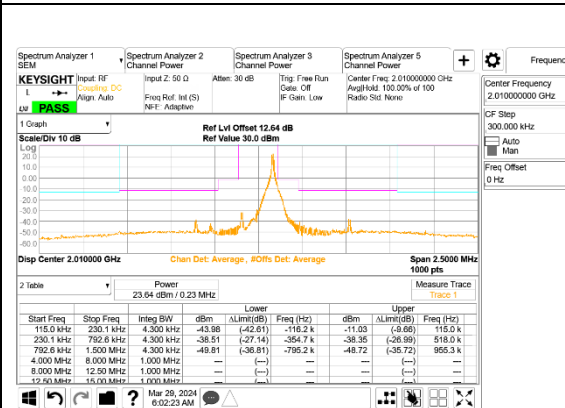 Spectrum Analyzer 1
SEM
Spectrum Analyzer 2
Channel Power
Spectrum Analyzer 3
Channel Power
Spectrum Analyzer 5
Channel Power
+
Frequency
KEYSIGHT
Input: RF
Coupling: DC
Align: Auto
Input Z: 50 Ω
Freq Ref: Int (S)
NFE: Adaptive
Atten: 30 dB
Trig: Free Run
Gate: Off
IF Gain: Low
Center Freq: 2.010000000 GHz
Avg|Hold: 100.00% of 100
Radio Std: None
L
PASS
Center Frequency
2.010000000 GHz
CF Step
300.000 kHz
Auto
Man
Freq Offset
0 Hz
1 Graph
Scale/Div 10 dB
Ref Lvl Offset 12.64 dB
Ref Value 30.0 dBm
Log
20.0
10.0
0.00
-10.0
-20.0
-30.0
-40.0
-50.0
-60.0
Disp Center 2.010000 GHz
Chan Det: Average, #Offs Det: Average
Span 2.5000 MHz
1000 pts
2 Table
Power
23.64 dBm / 0.23 MHz
Measure Trace
Trace 1
Lower Upper
Start Freq Stop Freq Integ BW dBm ΔLimit(dB) Freq (Hz) dBm ΔLimit(dB) Freq (Hz)
115.0 kHz 230.1 kHz 4.300 kHz -43.98 (-42.61) -116.2 k -11.03 (-9.66) 115.0 k
230.1 kHz 792.6 kHz 4.300 kHz -38.51 (-27.14) -354.7 k -38.35 (-26.99) 518.0 k
792.6 kHz 1.500 MHz 4.300 kHz -49.81 (-36.81) -795.2 k -48.72 (-35.72) 955.3 k
4.000 MHz 8.000 MHz 1.000 MHz --- (---) --- (---)
8.000 MHz 12.50 MHz 1.000 MHz --- (---) --- (---)
12.50 MHz 15.00 MHz 1.000 MHz --- (---) --- (---)
?
Mar 29, 2024
6:02:23 AM